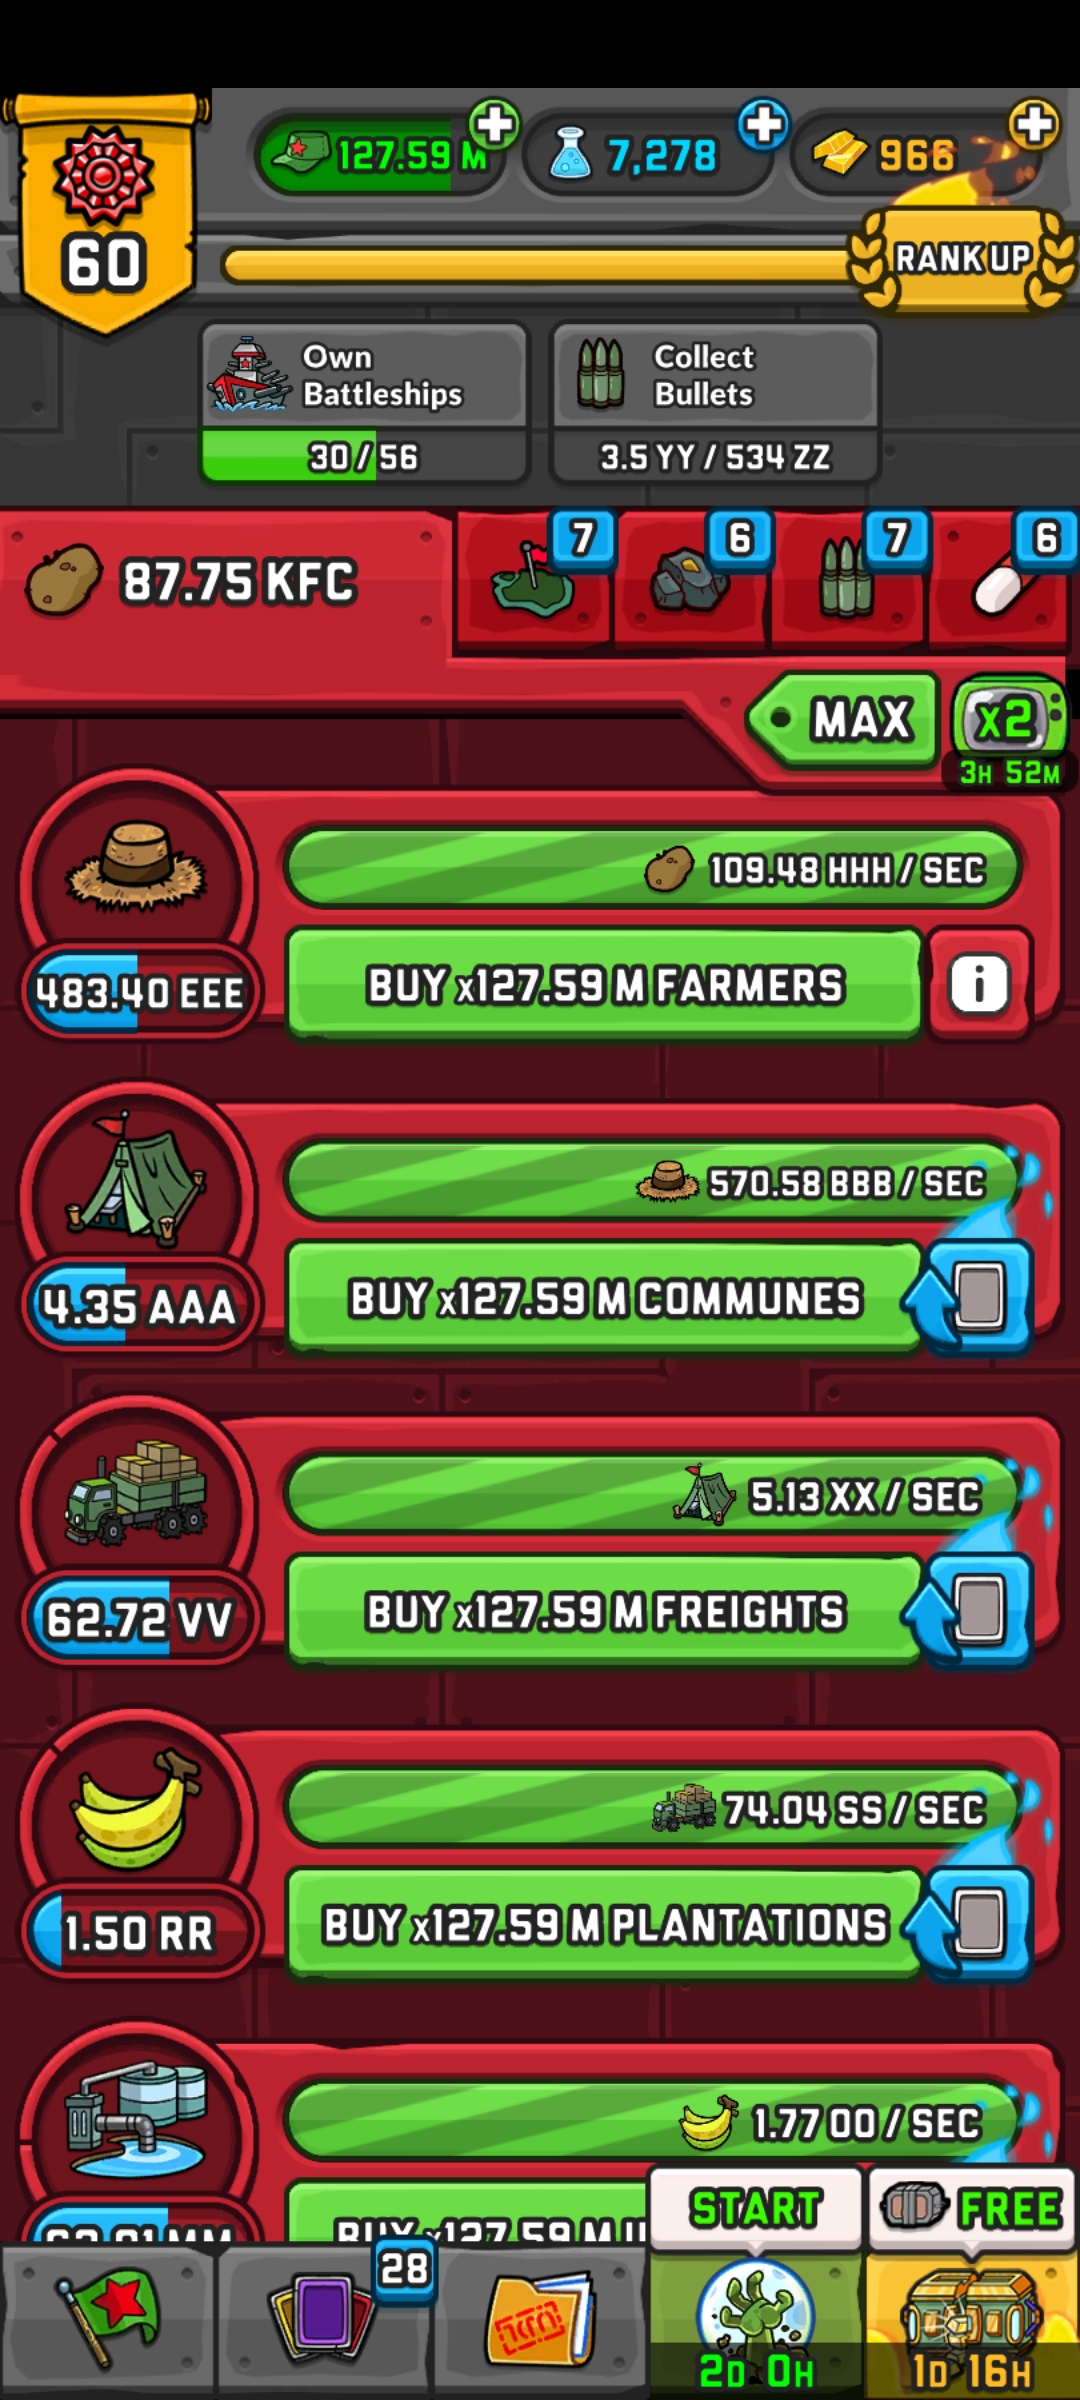 127.59 M
7,278
966
60
RANK UP
Own
Battleships
30 / 56
Collect
Bullets
3.5 YY / 534 ZZ
87.75 KFC
7
6
7
6
MAX
x2
3H 52M
109.48 HHH / SEC
483.40 EEE
BUY x127.59 M FARMERS
i
570.58 BBB / SEC
4.35 AAA
BUY x127.59 M COMMUNES
5.13 XX / SEC
62.72 VV
BUY x127.59 M FREIGHTS
74.04 SS / SEC
1.50 RR
BUY x127.59 M PLANTATIONS
1.77 OO / SEC
BUY x127.59 M
START
FREE
28
2D 0H
1D 16H